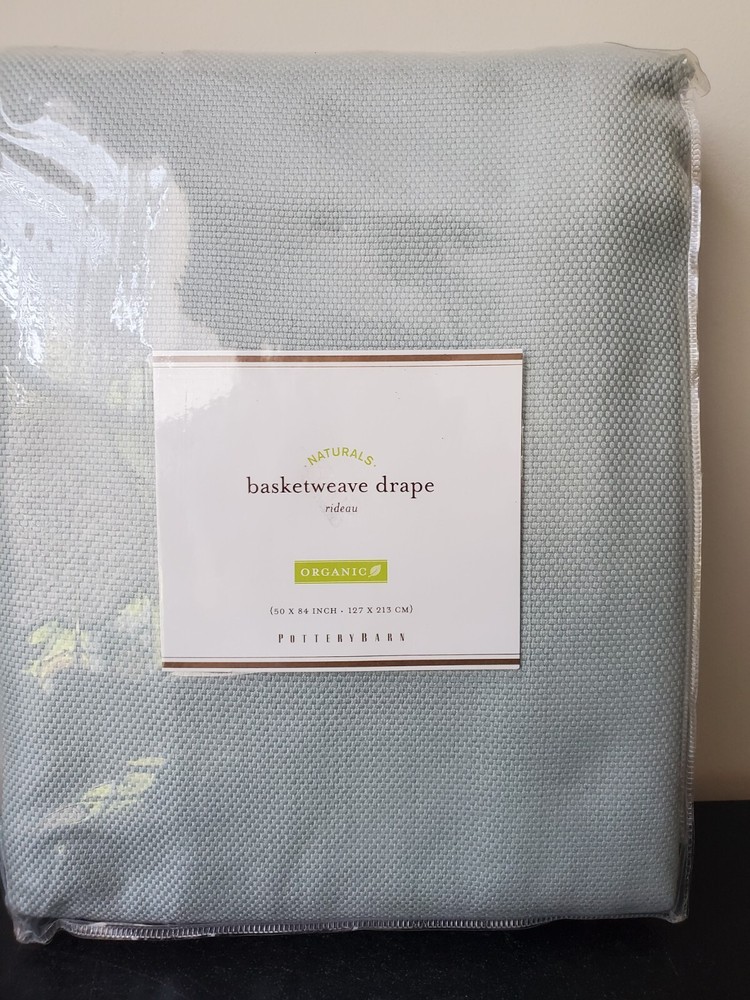 ·NATURALS·
basketweave drape
rideau
ORGANIC
(50 X 84 INCH · 127 X 213 CM)
POTTERYBARN